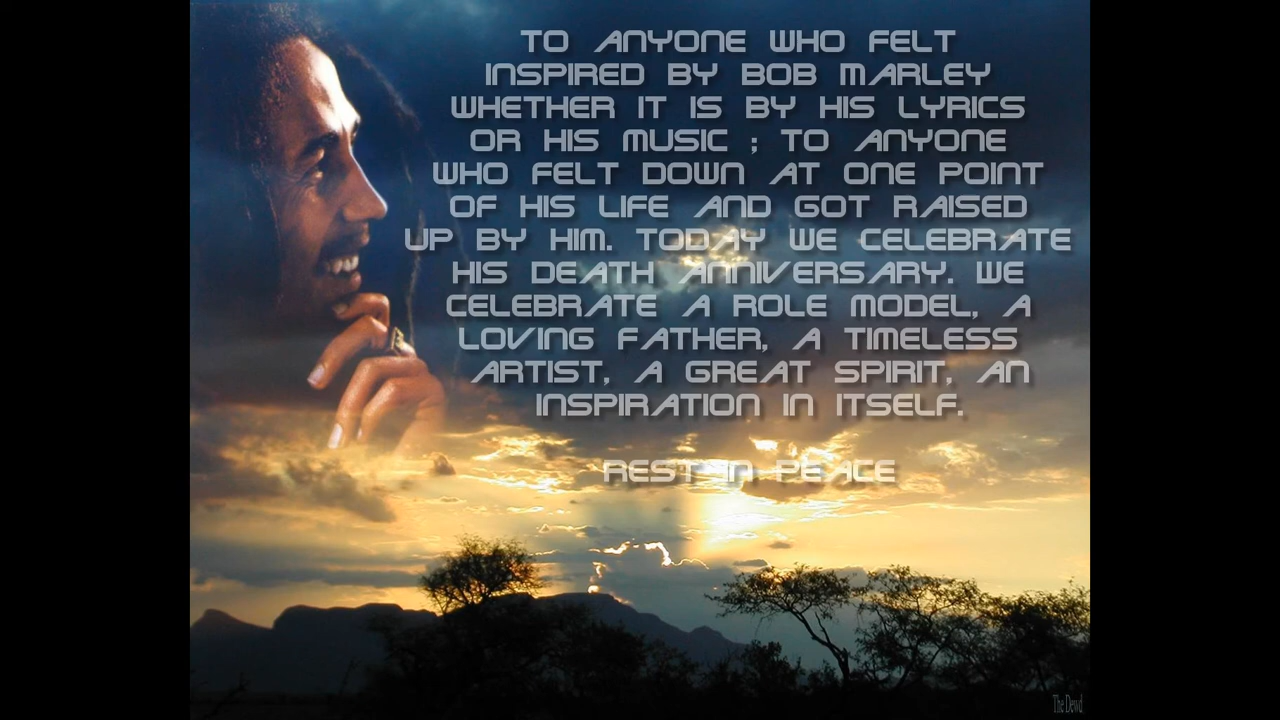 TO ANYONE WHO FELT
INSPIRED BY BOB MARLEY
WHETHER IT IS BY HIS LYRICS
OR HIS MUSIC ; TO ANYONE
WHO FELT DOWN AT ONE POINT
OF HIS LIFE AND GOT RAISED
UP BY HIM. TODAY WE CELEBRATE
HIS DEATH ANNIVERSARY. WE
CELEBRATE A ROLE MODEL, A
LOVING FATHER, A TIMELESS
ARTIST, A GREAT SPIRIT, AN
INSPIRATION IN ITSELF.
REST IN PEACE
The Dewd